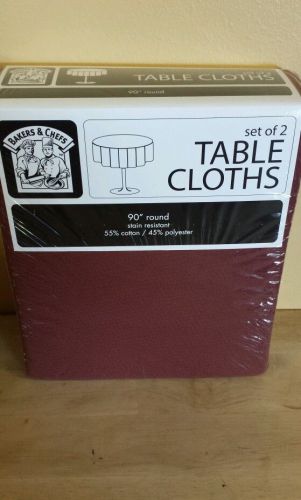 TABLE CLOTHS
90" round
BAKERS & CHEFS
set of 2
TABLE
CLOTHS
90" round
stain resistant
55% cotton / 45% polyester